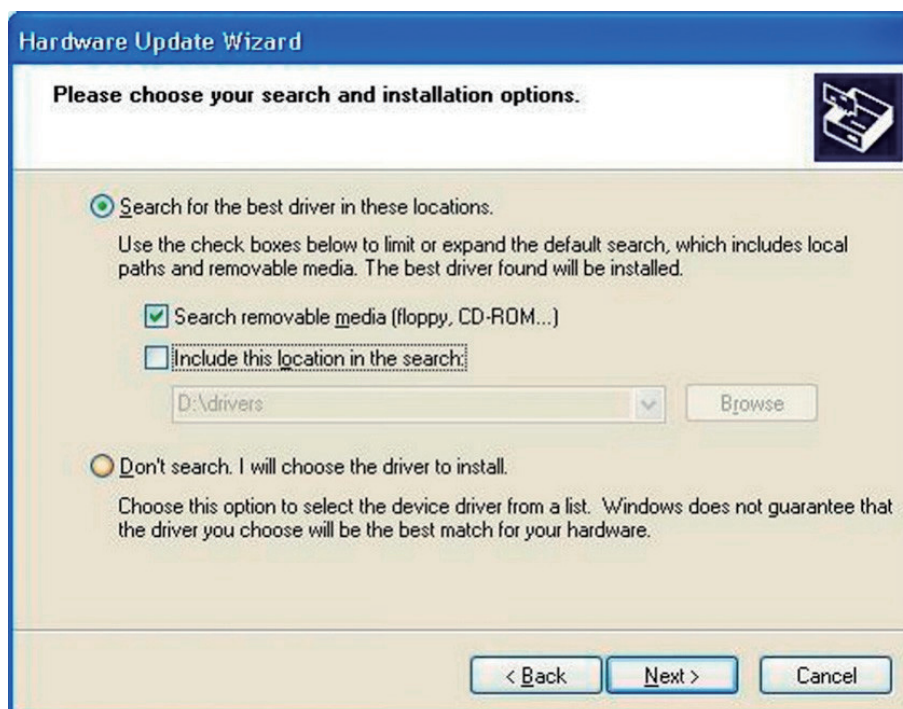 Hardware Update Wizard
Please choose your search and installation options.
Search for the best driver in these locations.
Use the check boxes below to limit or expand the default search, which includes local
paths and removable media. The best driver found will be installed.
Search removable media (floppy, CD-ROM...)
Include this location in the search:
D:\drivers
Browse
Don't search. I will choose the driver to install.
Choose this option to select the device driver from a list. Windows does not guarantee that
the driver you choose will be the best match for your hardware.
< Back
Next >
Cancel